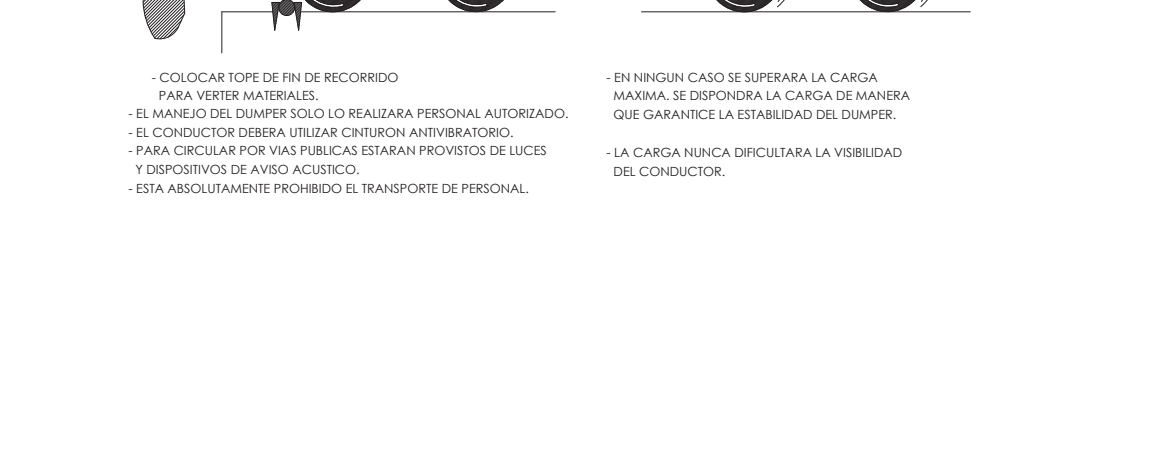 - COLOCAR TOPE DE FIN DE RECORRIDO
PARA VERTER MATERIALES.
- EL MANEJO DEL DUMPER SOLO LO REALIZARA PERSONAL AUTORIZADO.
- EL CONDUCTOR DEBERA UTILIZAR CINTURON ANTIVIBRATORIO.
- PARA CIRCULAR POR VIAS PUBLICAS ESTARAN PROVISTOS DE LUCES
Y DISPOSITIVOS DE AVISO ACUSTICO.
- ESTA ABSOLUTAMENTE PROHIBIDO EL TRANSPORTE DE PERSONAL.
- EN NINGUN CASO SE SUPERARA LA CARGA
MAXIMA. SE DISPONDRA LA CARGA DE MANERA
QUE GARANTICE LA ESTABILIDAD DEL DUMPER.
- LA CARGA NUNCA DIFICULTARA LA VISIBILIDAD
DEL CONDUCTOR.